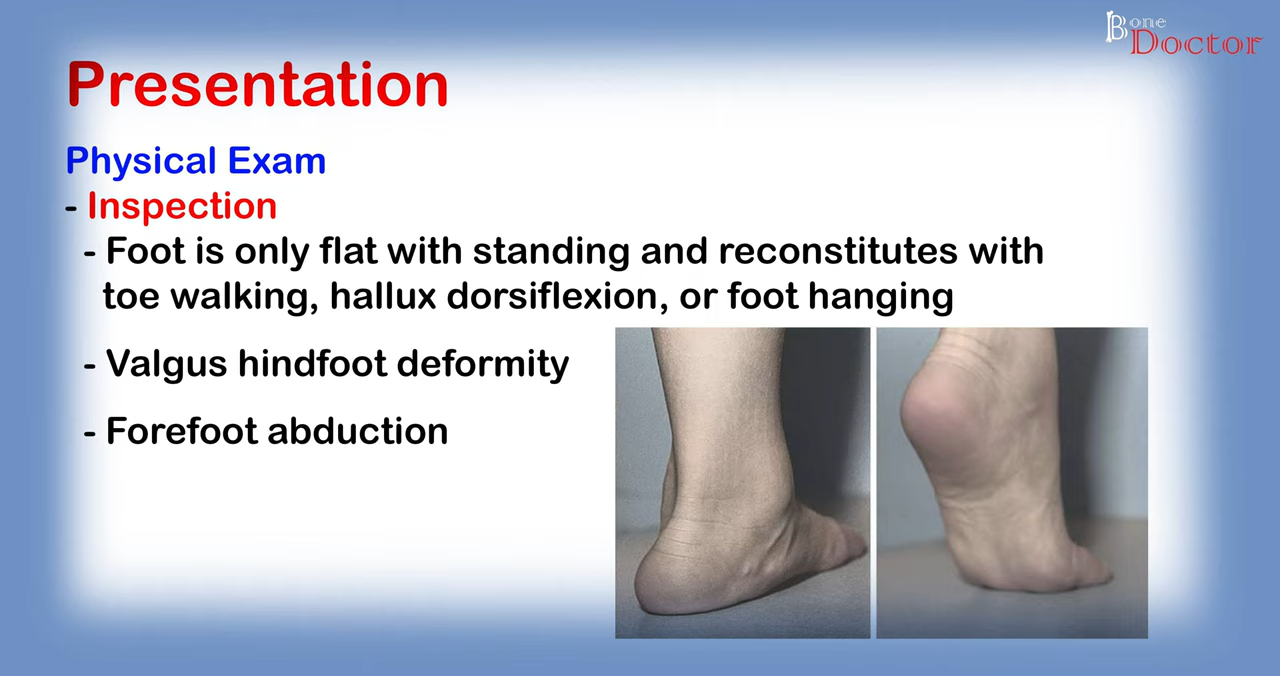 Bone
Doctor
Presentation
Physical Exam
- Inspection
- Foot is only flat with standing and reconstitutes with
toe walking, hallux dorsiflexion, or foot hanging
- Valgus hindfoot deformity
- Forefoot abduction